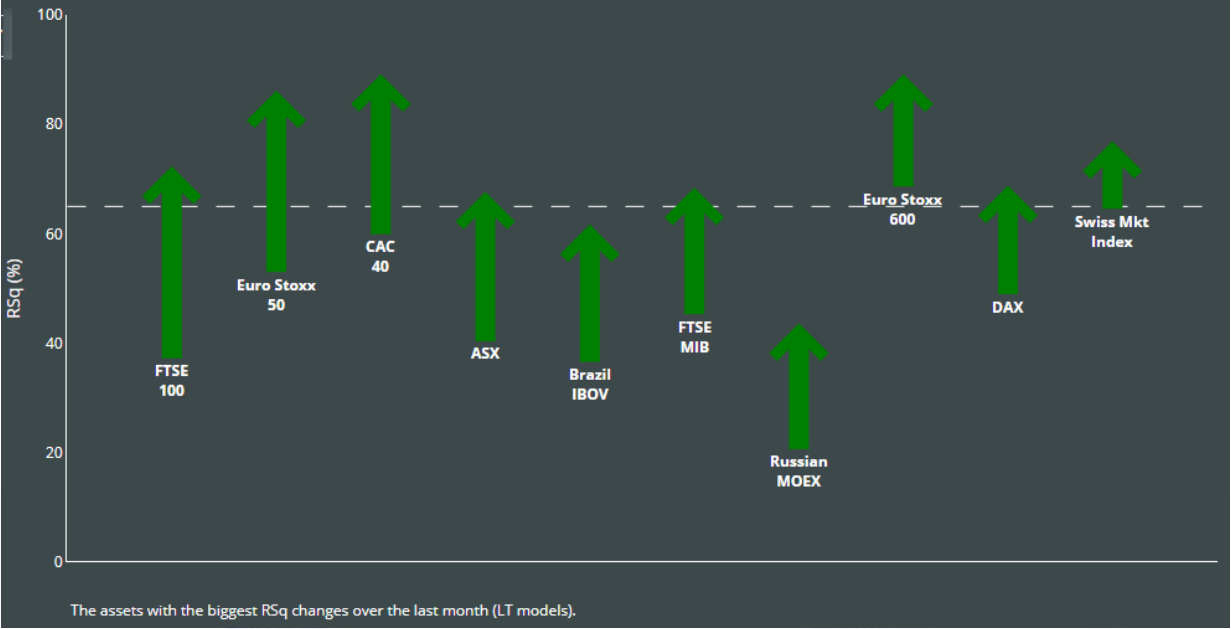 100
80
60
40
20
0
RSq (%)
FTSE
100
Euro Stoxx
50
CAC
40
ASX
Brazil
IBOV
FTSE
MIB
Russian
MOEX
Euro Stoxx
600
DAX
Swiss Mkt
Index
The assets with the biggest RSq changes over the last month (LT models).